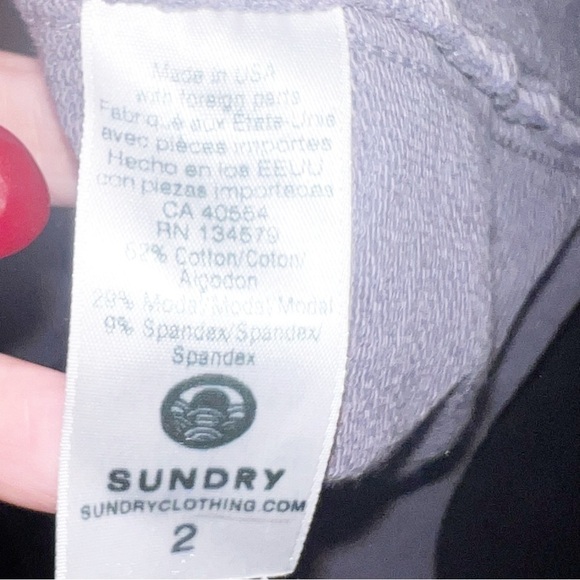 Made in USA
with foreign parts
Fabriqué aux Etats-Unis
avec pièces importes
Hecho en los EEUU
con piezas importadas
CA 40554
RN 134579
62% Cotton/Coton/
Algodon
29% Modal/Modal/Modal
9% Spandex/Spandex/
Spandex
SUNDRY
SUNDRYCLOTHING.COM
2